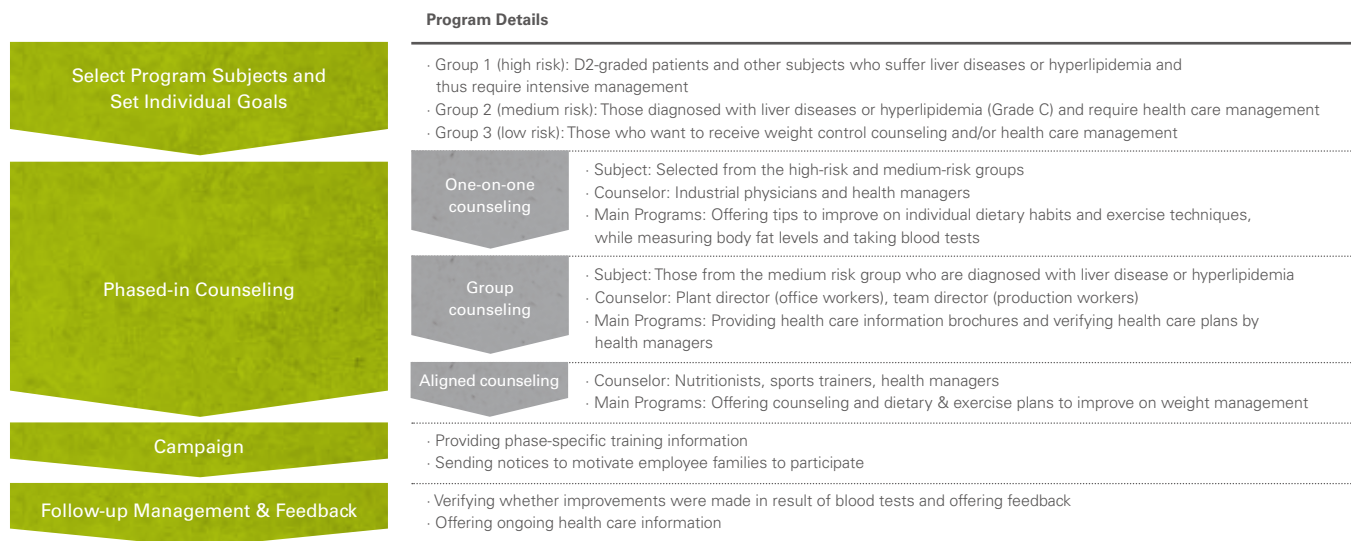 Program Details
Select Program Subjects and
Set Individual Goals
· Group 1 (high risk): D2-graded patients and other subjects who suffer liver diseases or hyperlipidemia and
thus require intensive management
· Group 2 (medium risk): Those diagnosed with liver diseases or hyperlipidemia (Grade C) and require health care management
· Group 3 (low risk): Those who want to receive weight control counseling and/or health care management
Phased-in Counseling
One-on-one
counseling
· Subject: Selected from the high-risk and medium-risk groups
· Counselor: Industrial physicians and health managers
· Main Programs: Offering tips to improve on individual dietary habits and exercise techniques,
while measuring body fat levels and taking blood tests
Group
counseling
· Subject: Those from the medium risk group who are diagnosed with liver disease or hyperlipidemia
· Counselor: Plant director (office workers), team director (production workers)
· Main Programs: Providing health care information brochures and verifying health care plans by
health managers
Aligned counseling
· Counselor: Nutritionists, sports trainers, health managers
· Main Programs: Offering counseling and dietary & exercise plans to improve on weight management
Campaign
· Providing phase-specific training information
· Sending notices to motivate employee families to participate
Follow-up Management & Feedback
· Verifying whether improvements were made in result of blood tests and offering feedback
· Offering ongoing health care information